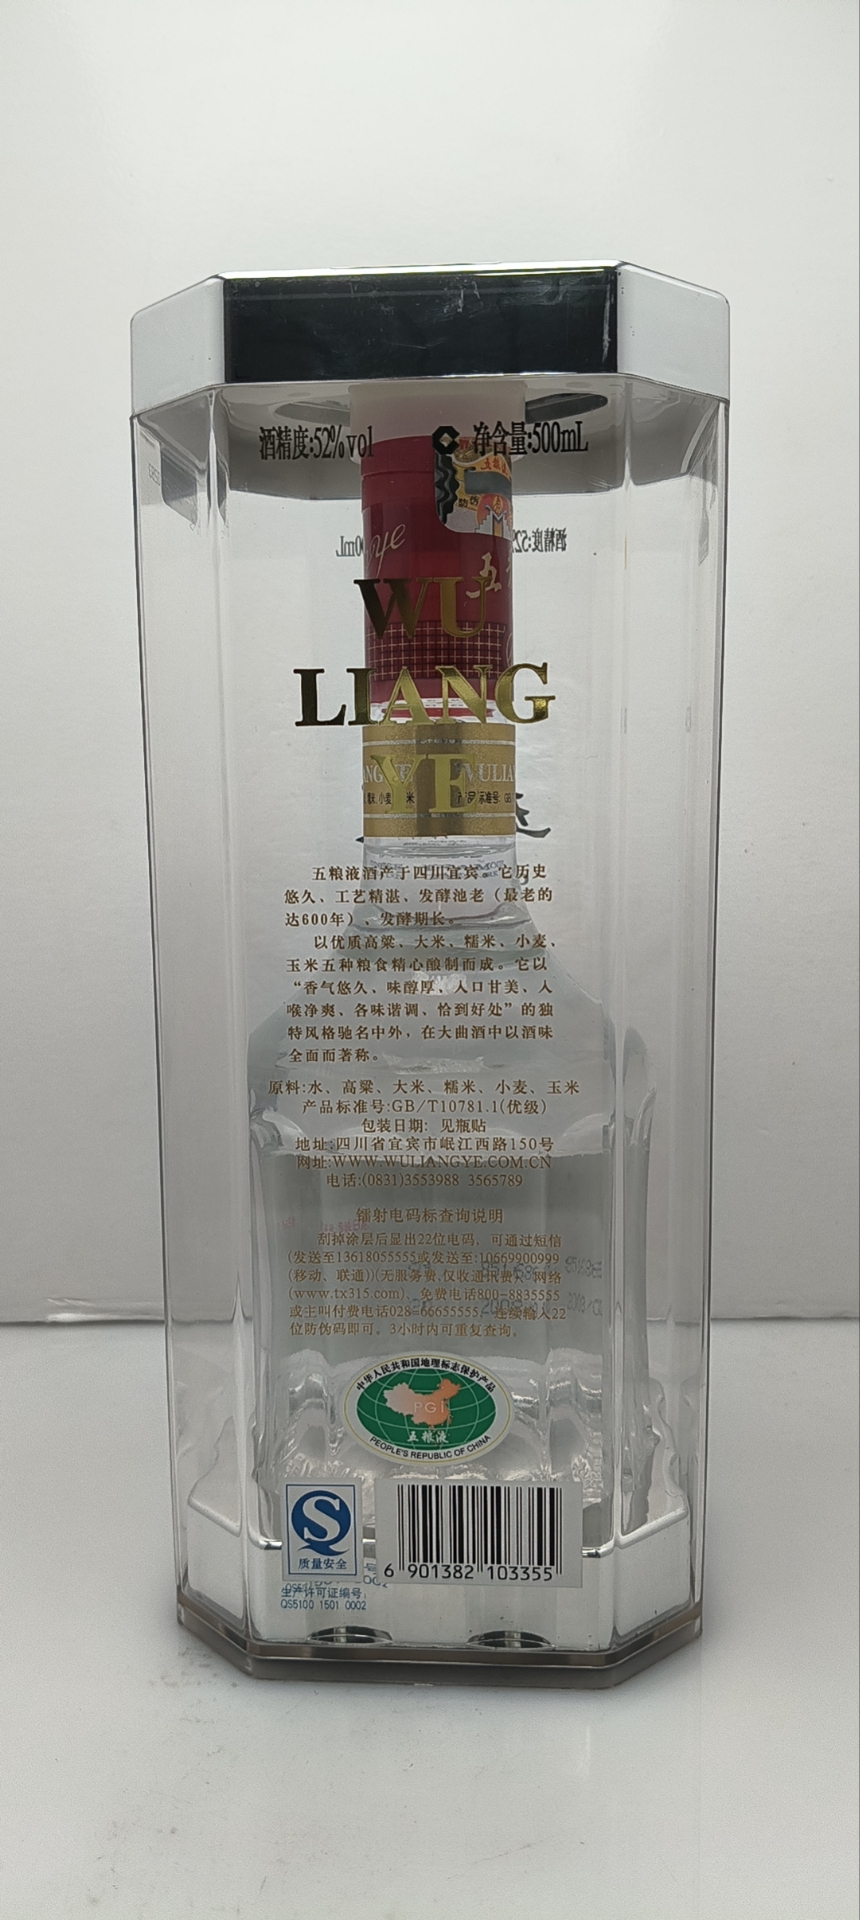 酒精度:52%vol 净含量:500mL
防伪
ye
五
WU
LIANG
YE
五粮液酒产于四川宜宾。它历史
悠久、工艺精湛、发酵池老（最老的
达600年）、发酵期长。
以优质高粱、大米、糯米、小麦、
玉米五种粮食精心酿制而成。它以
“香气悠久、味醇厚、入口甘美、入
喉净爽、各味谐调、恰到好处”的独
特风格驰名中外，在大曲酒中以酒味
全面而著称。
原料:水、高粱、大米、糯米、小麦、玉米
产品标准号:GB/T10781.1(优级)
包装日期: 见瓶贴
地址:四川省宜宾市岷江西路150号
网址:WWW.WULIANGYE.COM.CN
电话:(0831)3553988 3565789
镭射电码标查询说明
刮掉涂层后显出22位电码，可通过短信
(发送至13618055555或发送至:10669900999
(移动、联通))(无服务费,仅收通讯费)、网络
(www.tx315.com)、免费电话800-8835555
或主叫付费电话028-66655555,连续输入22
位防伪码即可。3小时内可重复查询。
中华人民共和国地理标志保护产品
PGI
五粮液
PEOPLE'S REPUBLIC OF CHINA
质量安全
生产许可证编号:
QS5100 1501 0002
6 901382 103355